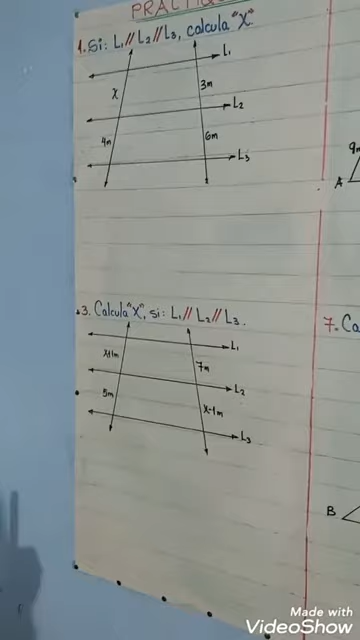 1. Si: L₁ // L₂ // L₃, calcula "X"
L₁
X
3m
L₂
4m
6m
L₃
9m
A
3. Calcula "X", si: L₁ // L₂ // L₃.
7. Ca
L₁
X+1m
7m
L₂
5m
X-1m
L₃
B
Made with
VideoShow